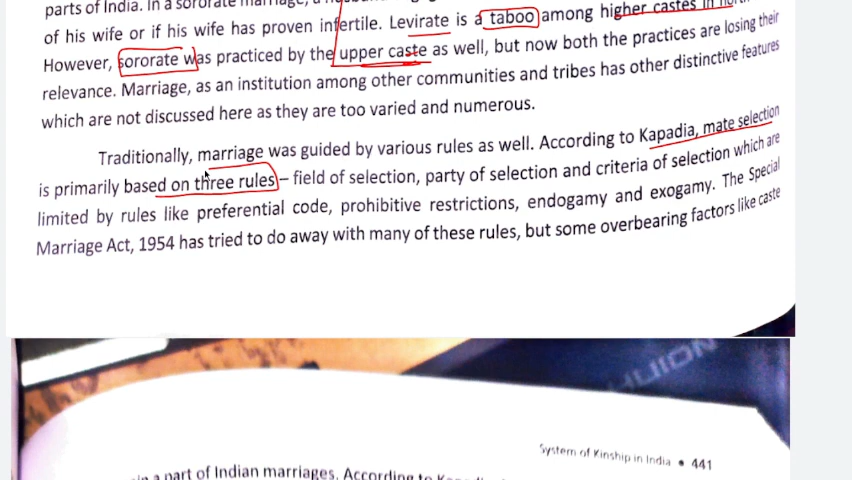 parts of India. In a sororate marriage, a
of his wife or if his wife has proven infertile. Levirate is a taboo among higher castes in
However, sororate was practiced by the upper caste as well, but now both the practices are losing their
relevance. Marriage, as an institution among other communities and tribes has other distinctive features
which are not discussed here as they are too varied and numerous.
Traditionally, marriage was guided by various rules as well. According to Kapadia, mate selection
is primarily based on three rules – field of selection, party of selection and criteria of selection which are
limited by rules like preferential code, prohibitive restrictions, endogamy and exogamy. The Special
Marriage Act, 1954 has tried to do away with many of these rules, but some overbearing factors like caste
HUION
System of Kinship in India • 441
a part of Indian marriages. According to